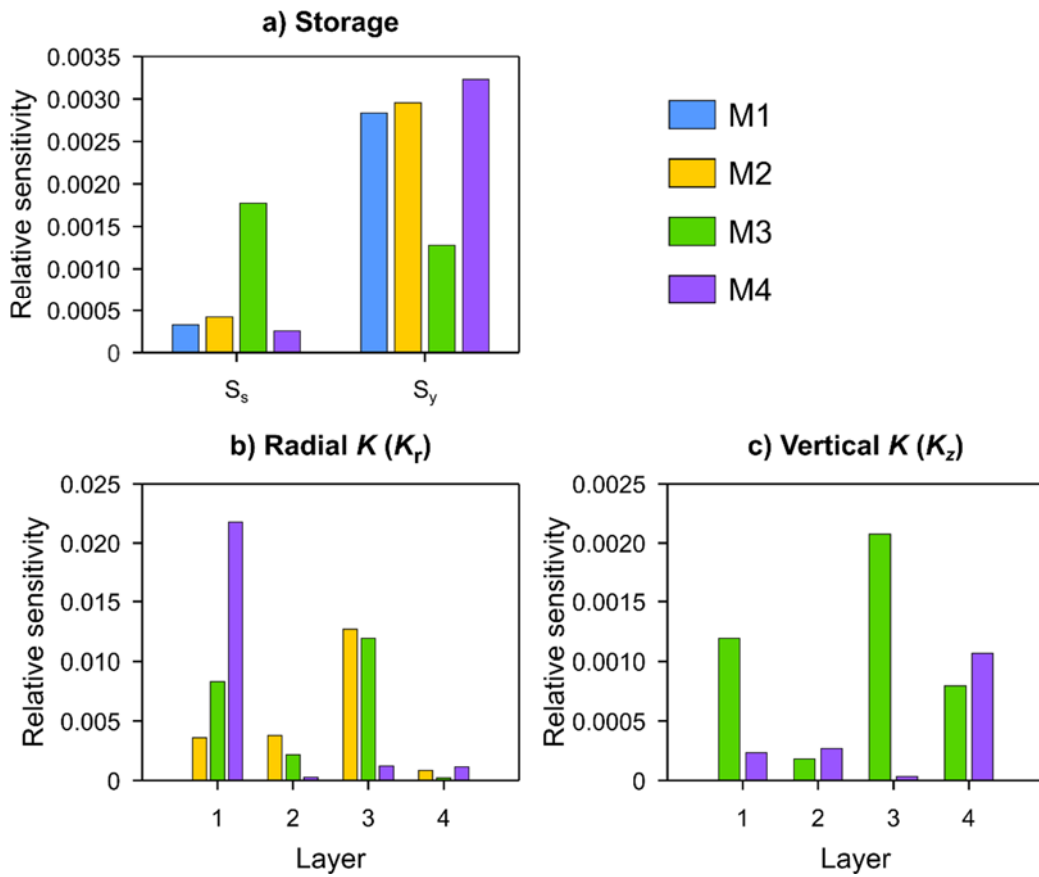 a) Storage
Relative sensitivity
0.0035
0.0030
0.0025
0.0020
0.0015
0.0010
0.0005
0
Ss
Sy
M1
M2
M3
M4
b) Radial K (Kr)
Relative sensitivity
0.025
0.020
0.015
0.010
0.005
0
1 2 3 4
Layer
c) Vertical K (Kz)
Relative sensitivity
0.0025
0.0020
0.0015
0.0010
0.0005
0
1 2 3 4
Layer